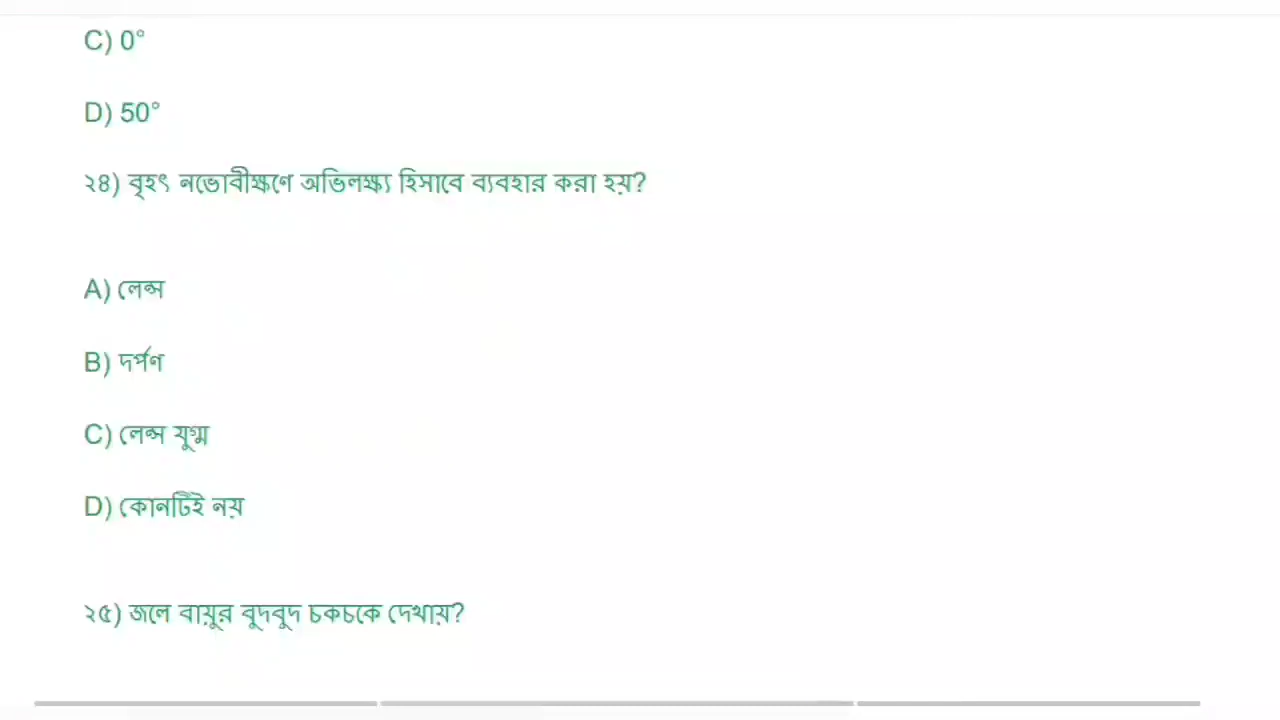 C) 0°
D) 50°
২৪) বৃহৎ নভোবীক্ষণে অভিলক্ষ্য হিসাবে ব্যবহার করা হয়?
A) লেন্স
B) দর্পণ
C) লেন্স যুগ্ম
D) কোনটিই নয়
২৫) জলে বায়ুর বুদবুদ চকচকে দেখায়?